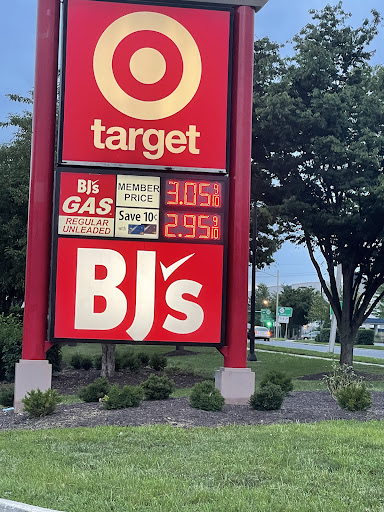 target
BJ's
GAS
REGULAR
UNLEADED
MEMBER
PRICE
3.05 9/10
Save 10¢
2.95 9/10
BJ's